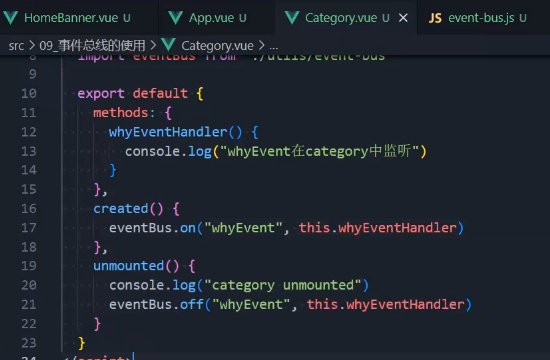 HomeBanner.vue U
App.vue U
Category.vue U ×
JS event-bus.js U
src > 09_事件总线的使用 > Category.vue > ...
8 import eventBus from "./utils/event-bus"
9
10 export default {
11 methods: {
12 whyEventHandler() {
13 console.log("whyEvent在category中监听")
14 }
15 },
16 created() {
17 eventBus.on("whyEvent", this.whyEventHandler)
18 },
19 unmounted() {
20 console.log("category unmounted")
21 eventBus.off("whyEvent", this.whyEventHandler)
22 }
23 }
24 </script>